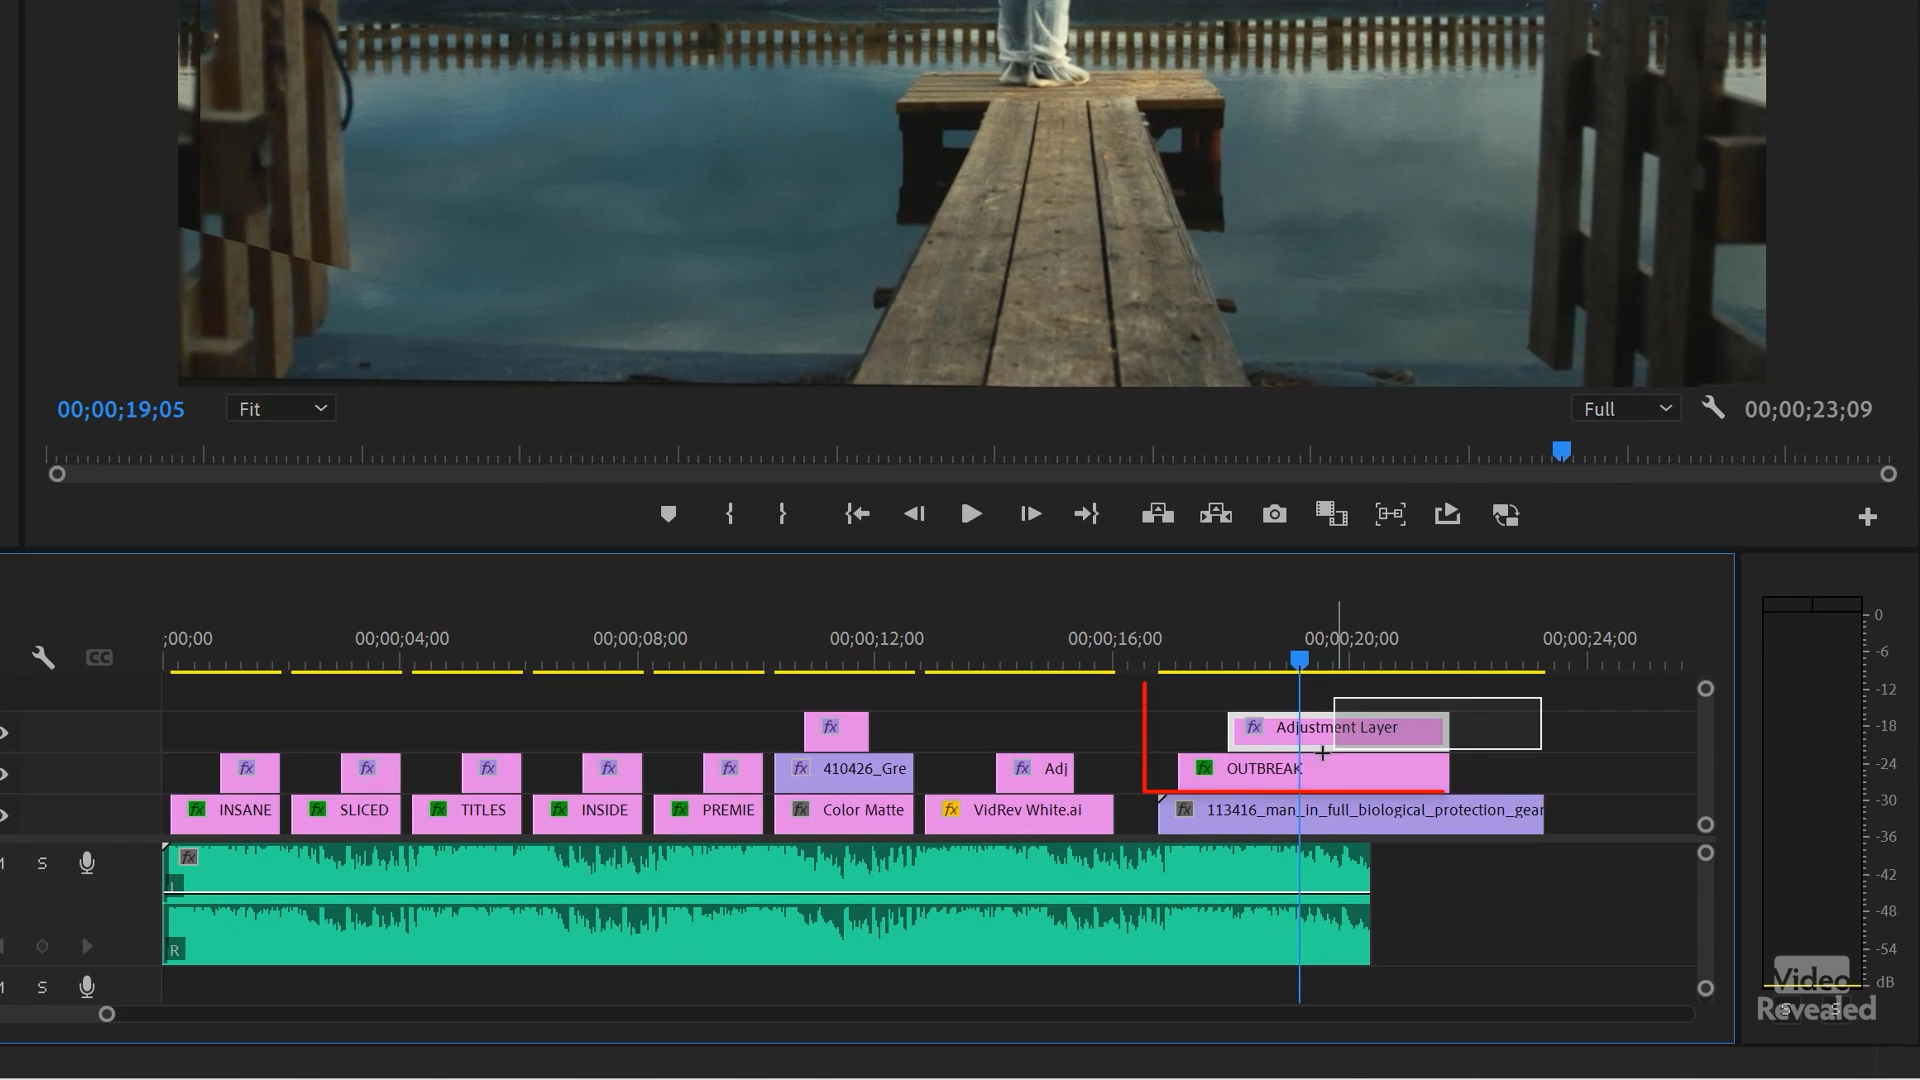 00;00;19;05 Fit Full 00;00;23;09
;00;00 00;00;04;00 00;00;08;00 00;00;12;00 00;00;16;00 00;00;20;00 00;00;24;00
CC
fx fx Adjustment Layer
fx fx fx fx fx fx 410426_Gre fx Adj fx OUTBREAK
fx INSANE fx SLICED fx TITLES fx INSIDE fx PREMIE fx Color Matte fx VidRev White.ai fx 113416_man_in_full_biological_protection_gear
S fx
L
R
S
0
-6
-12
-18
-24
-30
-36
-42
-48
-54
dB
S S
Video
Revealed